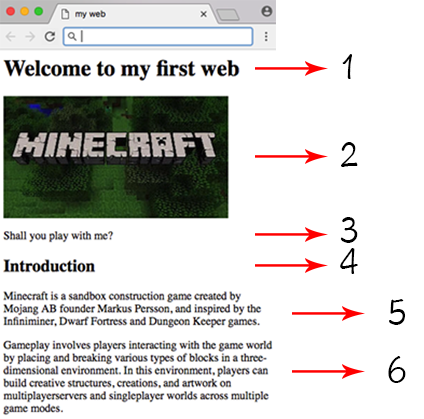 my web
Welcome to my first web
1
MINECRAFT
2
Shall you play with me?
3
Introduction
4
Minecraft is a sandbox construction game created by
Mojang AB founder Markus Persson, and inspired by the
Infiniminer, Dwarf Fortress and Dungeon Keeper games.
5
Gameplay involves players interacting with the game world
by placing and breaking various types of blocks in a three-
dimensional environment. In this environment, players can
build creative structures, creations, and artwork on
multiplayerservers and singleplayer worlds across multiple
game modes.
6